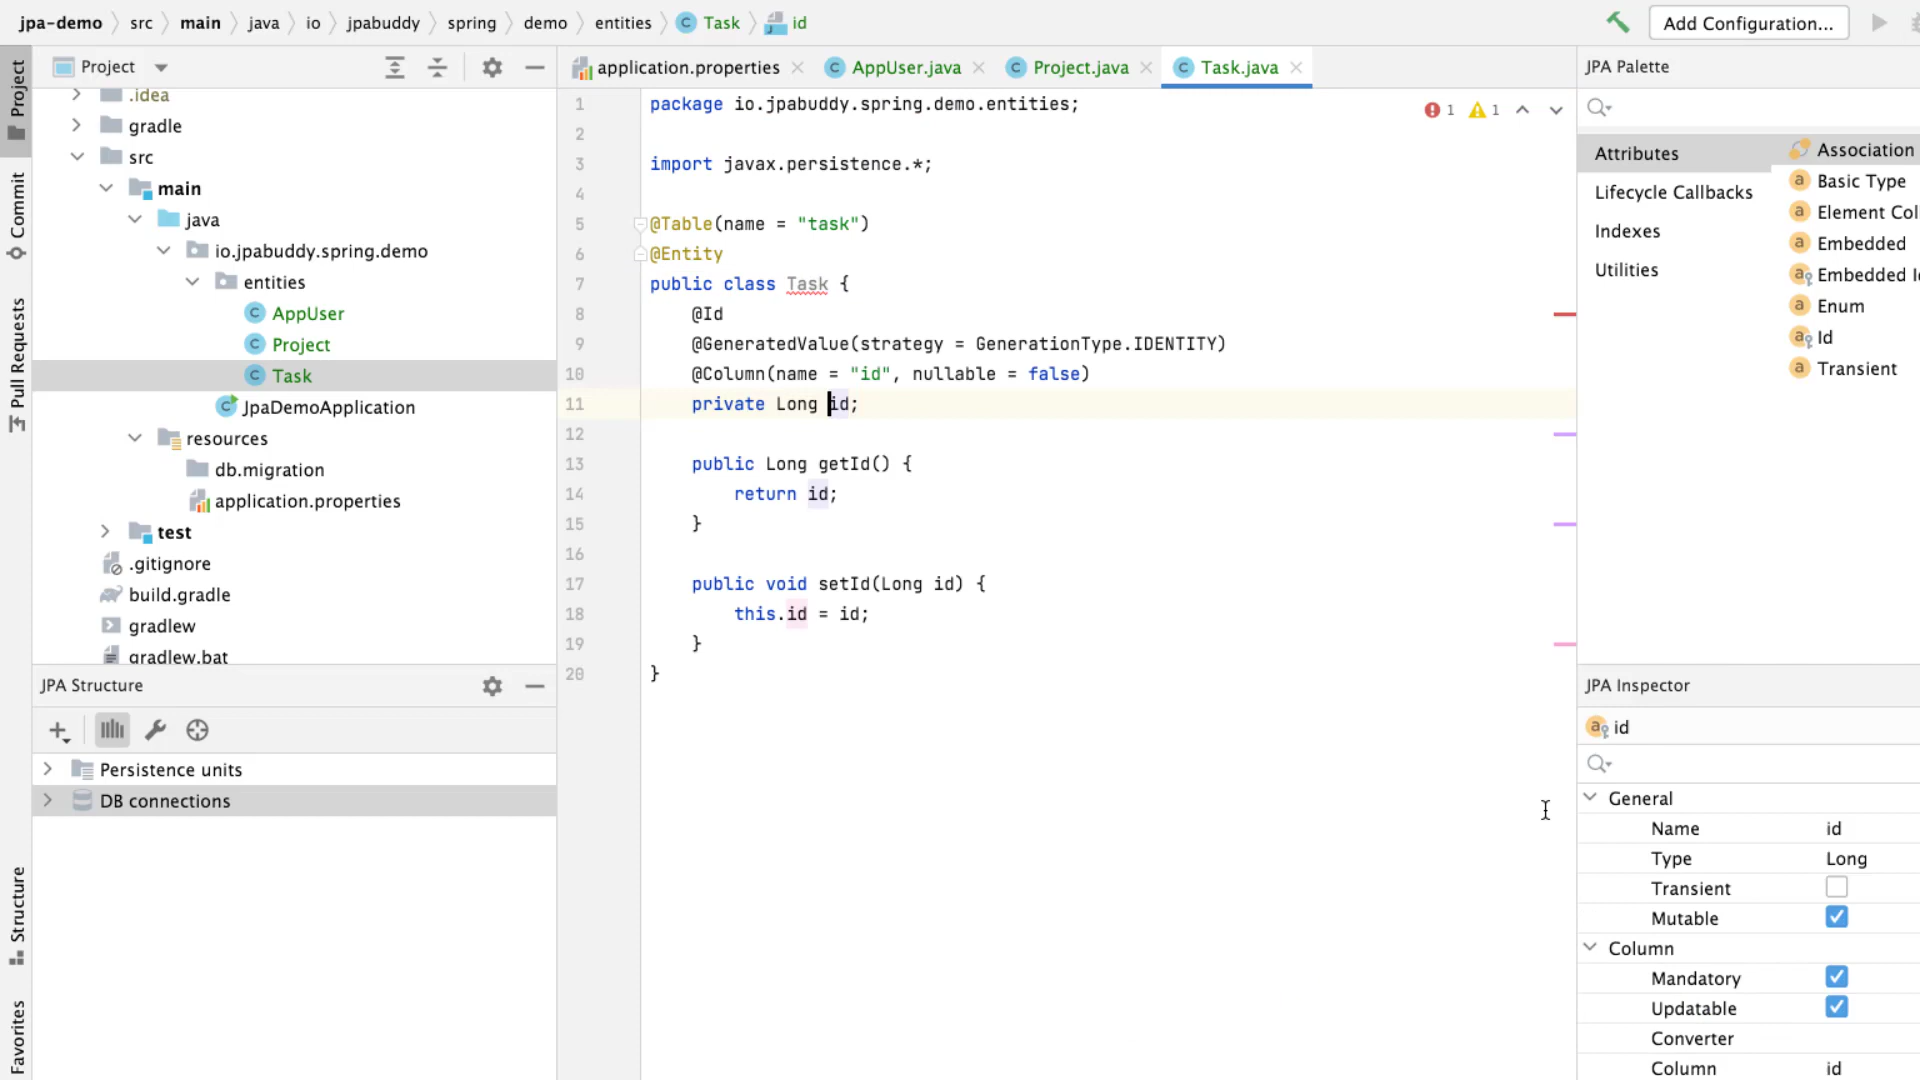 jpa-demo src main java io jpabuddy spring demo entities Task id
Add Configuration...
Project
Commit
Pull Requests
Structure
Favorites
Project
.idea
gradle
src
main
java
io.jpabuddy.spring.demo
entities
AppUser
Project
Task
JpaDemoApplication
resources
db.migration
application.properties
test
.gitignore
build.gradle
gradlew
gradlew.bat
JPA Structure
Persistence units
DB connections
application.properties AppUser.java Project.java Task.java
1 1
1 package io.jpabuddy.spring.demo.entities;
2
3 import javax.persistence.*;
4
5 @Table(name = "task")
6 @Entity
7 public class Task {
8 @Id
9 @GeneratedValue(strategy = GenerationType.IDENTITY)
10 @Column(name = "id", nullable = false)
11 private Long id;
12
13 public Long getId() {
14 return id;
15 }
16
17 public void setId(Long id) {
18 this.id = id;
19 }
20 }
JPA Palette
Attributes
Lifecycle Callbacks
Indexes
Utilities
Association
Basic Type
Element Col
Embedded
Embedded Id
Enum
Id
Transient
JPA Inspector
id
General
Name id
Type Long
Transient
Mutable
Column
Mandatory
Updatable
Converter
Column id